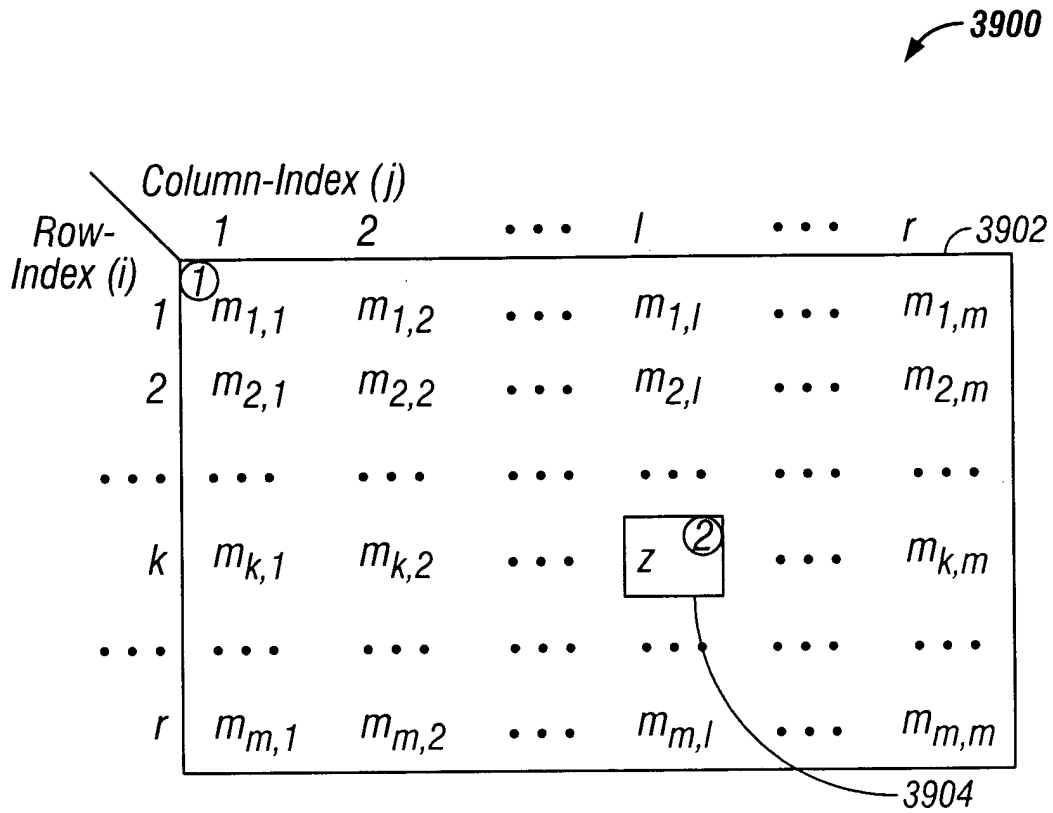 3900
Column-Index (j)
Row-Index (i)
1 2 • • • l • • • r 3902
①
1 m1,1 m1,2 • • • m1,l • • • m1,m
2 m2,1 m2,2 • • • m2,l • • • m2,m
• • • • • • • • • • • • • • • • • • • • •
k mk,1 mk,2 • • • z ② • • • mk,m
• • • • • • • • • • • • • • • • • • • • •
r mm,1 mm,2 • • • mm,l • • • mm,m
3904